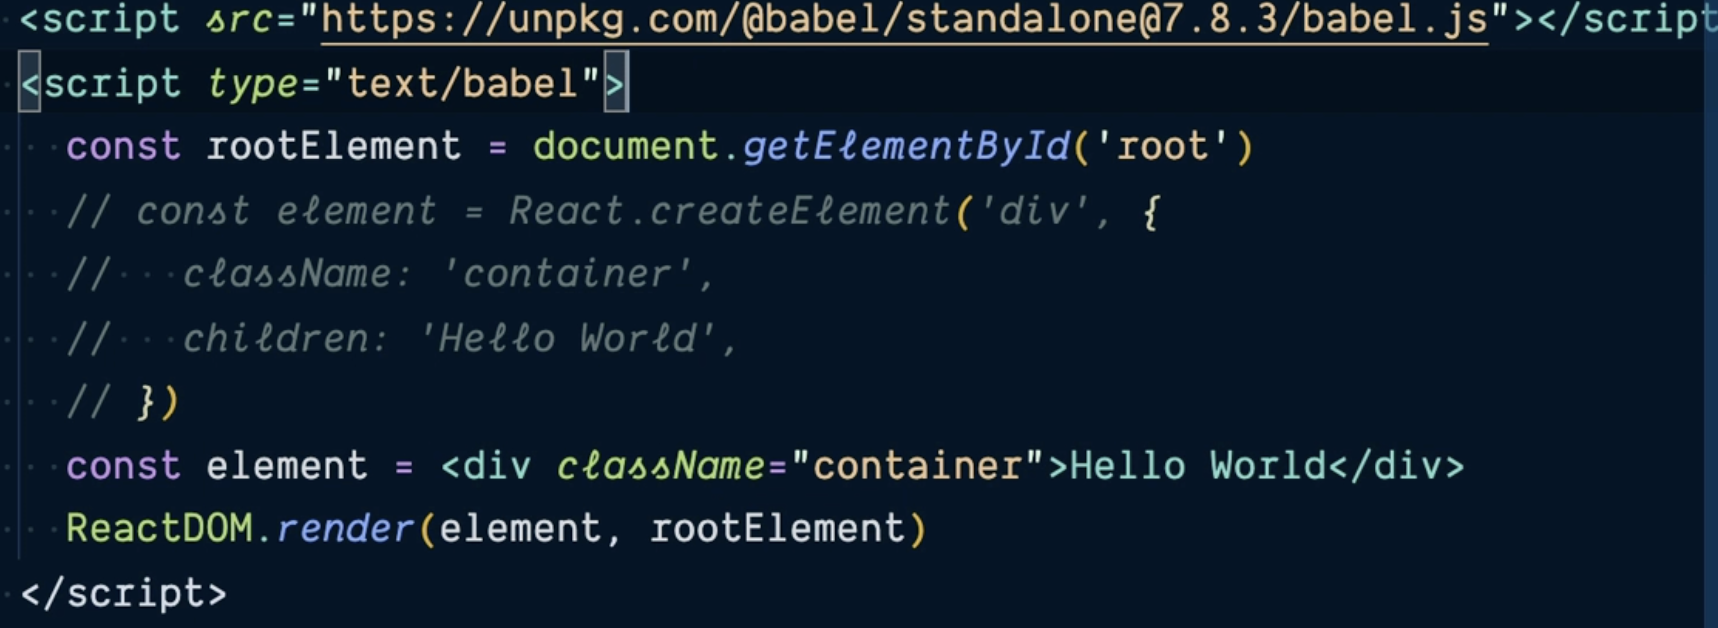 <script src="https://unpkg.com/@babel/standalone@7.8.3/babel.js"></script
<script type="text/babel">
const rootElement = document.getElementById('root')
// const element = React.createElement('div', {
//   className: 'container',
//   children: 'Hello World',
// })
const element = <div className="container">Hello World</div>
ReactDOM.render(element, rootElement)
</script>